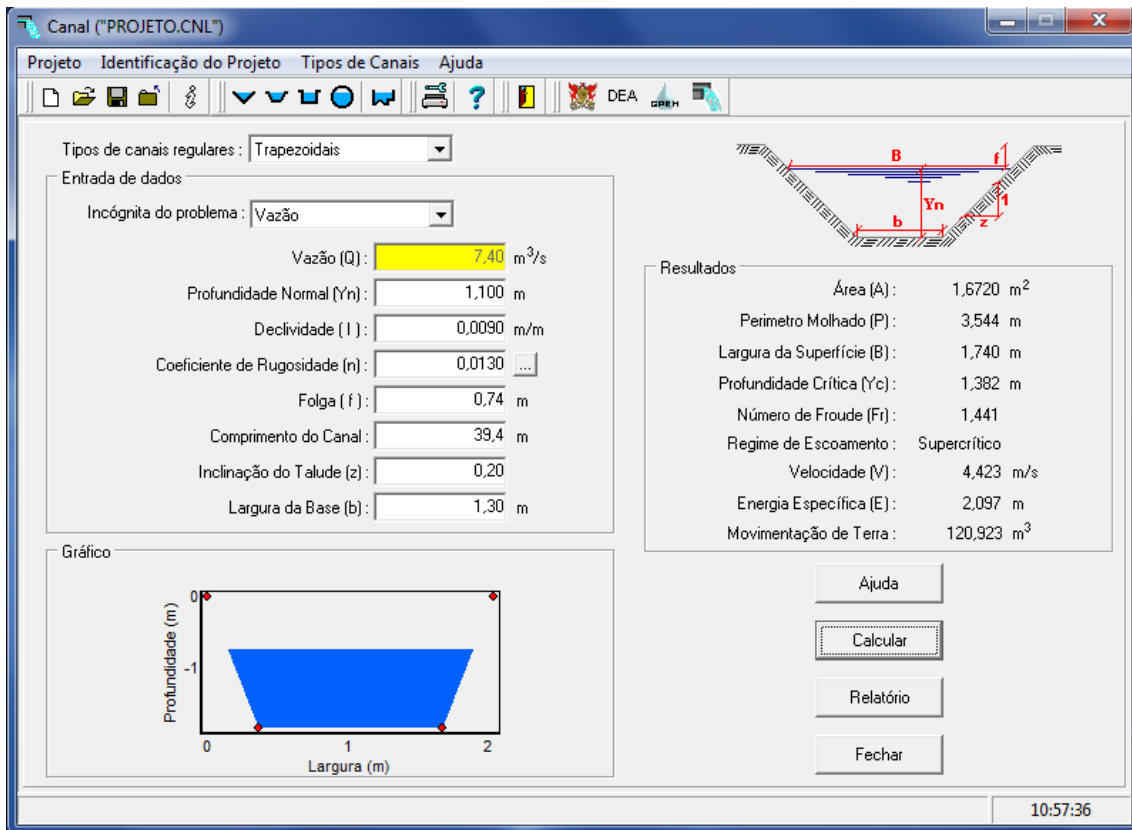 Canal ("PROJETO.CNL")
Projeto Identificação do Projeto Tipos de Canais Ajuda
DEA GPRH
Tipos de canais regulares : Trapezoidais
Entrada de dados
Incógnita do problema : Vazão
Vazão (Q) : 7,40 m³/s
Profundidade Normal (Yn) : 1,100 m
Declividade ( I ) : 0,0090 m/m
Coeficiente de Rugosidade (n) : 0,0130 ...
Folga ( f ) : 0,74 m
Comprimento do Canal : 39,4 m
Inclinação do Talude (z) : 0,20
Largura da Base (b) : 1,30 m
B f
Yn 1
b z
Resultados
Área (A) : 1,6720 m²
Perimetro Molhado (P) : 3,544 m
Largura da Superfície (B) : 1,740 m
Profundidade Crítica (Yc) : 1,382 m
Número de Froude (Fr) : 1,441
Regime de Escoamento : Supercrítico
Velocidade (V) : 4,423 m/s
Energia Específica (E) : 2,097 m
Movimentação de Terra : 120,923 m³
Gráfico
Profundidade (m)
0
-1
0 1 2
Largura (m)
Ajuda
Calcular
Relatório
Fechar
10:57:36